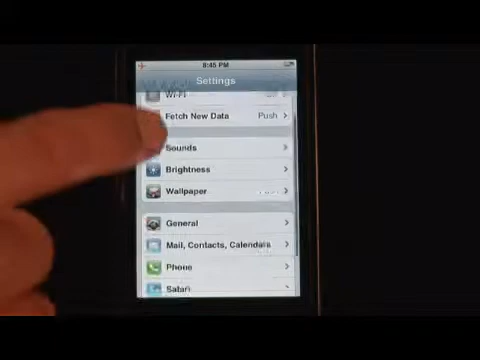 8:45 PM
Settings
Wi-Fi
Fetch New Data Push
Sounds
Brightness
Wallpaper
General
Mail, Contacts, Calendars
Phone
Safari